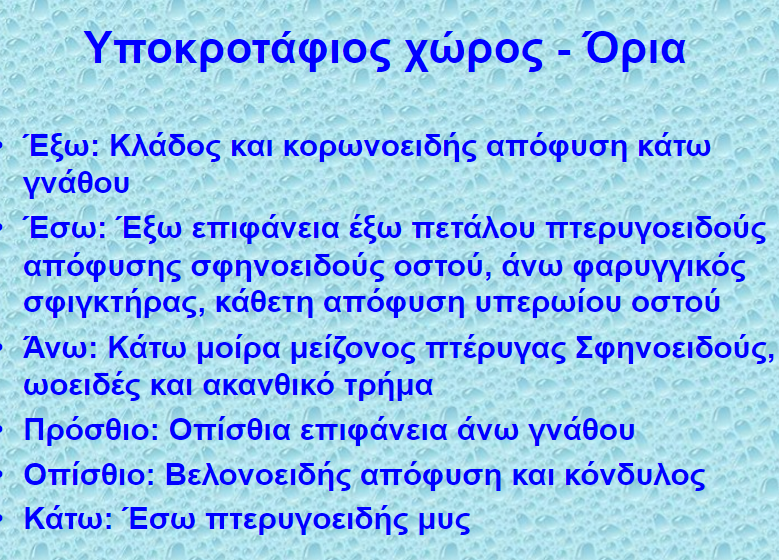 Υποκροτάφιος χώρος - Όρια
• Έξω: Κλάδος και κορωνοειδής απόφυση κάτω
γνάθου
• Έσω: Έξω επιφάνεια έξω πετάλου πτερυγοειδούς
απόφυσης σφηνοειδούς οστού, άνω φαρυγγικός
σφιγκτήρας, κάθετη απόφυση υπερωίου οστού
• Άνω: Κάτω μοίρα μείζονος πτέρυγας Σφηνοειδούς,
ωοειδές και ακανθικό τρήμα
• Πρόσθιο: Οπίσθια επιφάνεια άνω γνάθου
• Οπίσθιο: Βελονοειδής απόφυση και κόνδυλος
• Κάτω: Έσω πτερυγοειδής μυς